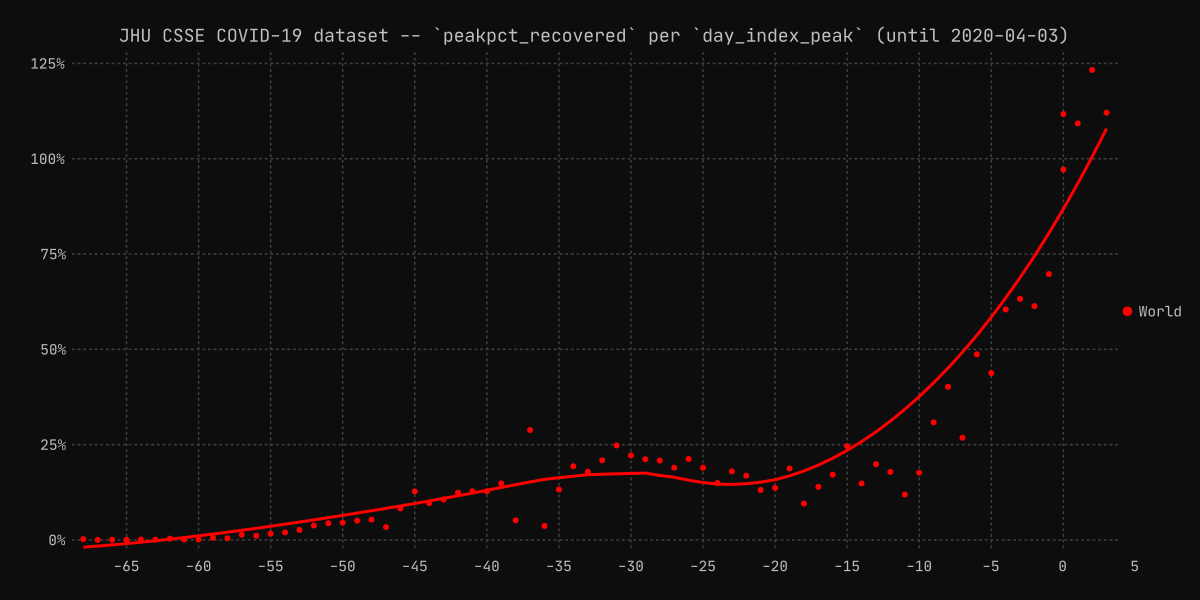 JHU CSSE COVID-19 dataset -- `peakpct_recovered` per `day_index_peak` (until 2020-04-03)
125%
100%
75%
50%
25%
0%
World
-65 -60 -55 -50 -45 -40 -35 -30 -25 -20 -15 -10 -5 0 5